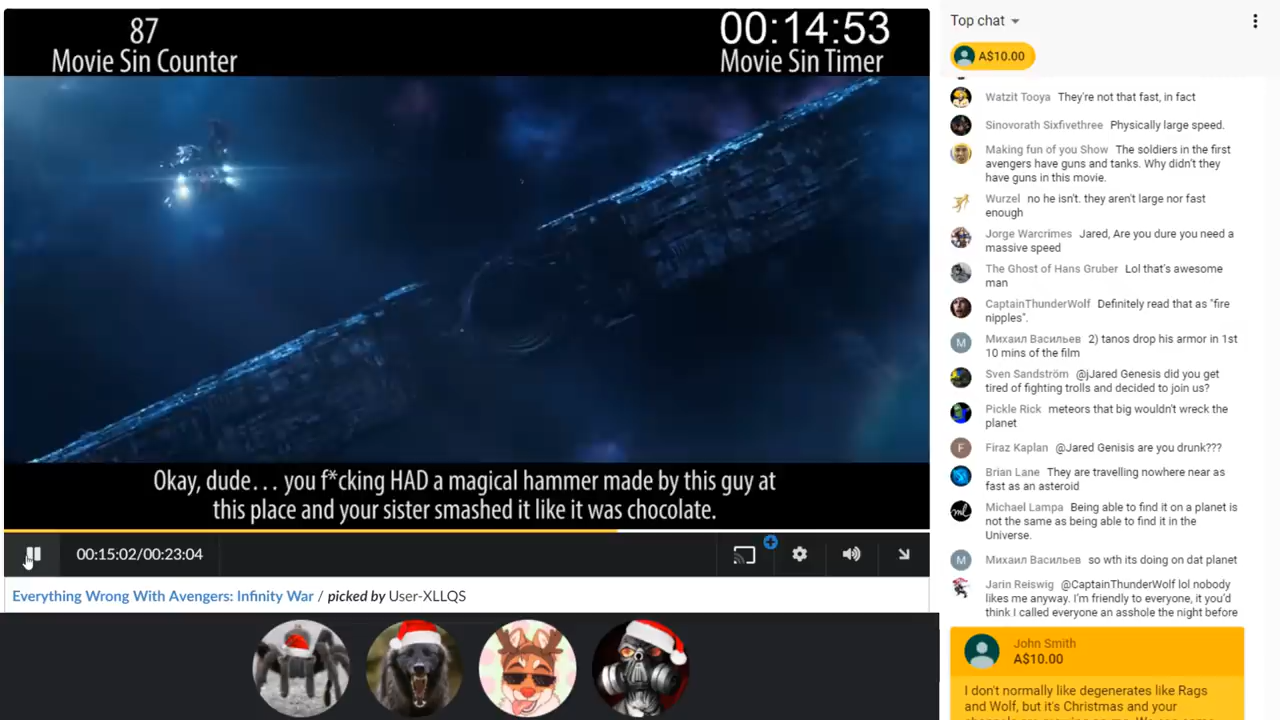 87
Movie Sin Counter
00:14:53
Movie Sin Timer
Okay, dude... you f*cking HAD a magical hammer made by this guy at
this place and your sister smashed it like it was chocolate.
00:15:02/00:23:04
Everything Wrong With Avengers: Infinity War / picked by User-XLLQS
Top chat
A$10.00
Watzit Tooya They're not that fast, in fact
Sinovorath Sixfivethree Physically large speed.
Making fun of you Show The soldiers in the first
avengers have guns and tanks. Why didn't they
have guns in this movie.
Wurzel no he isn't. they aren't large nor fast
enough
Jorge Warcrimes Jared, Are you dure you need a
massive speed
The Ghost of Hans Gruber Lol that's awesome
man
CaptainThunderWolf Definitely read that as "fire
nipples".
М
Михаил Васильев 2) tanos drop his armor in 1st
10 mins of the film
Sven Sandström @jJared Genesis did you get
tired of fighting trolls and decided to join us?
Pickle Rick meteors that big wouldn't wreck the
planet
F
Firaz Kaplan @Jared Genisis are you drunk???
Brian Lane They are travelling nowhere near as
fast as an asteroid
ml
Michael Lampa Being able to find it on a planet is
not the same as being able to find it in the
Universe.
М
Михаил Васильев so wth its doing on dat planet
Jarin Reiswig @CaptainThunderWolf lol nobody
likes me anyway. I'm friendly to everyone, it you'd
think I called everyone an asshole the night before
John Smith
A$10.00
I don't normally like degenerates like Rags
and Wolf, but it's Christmas and your